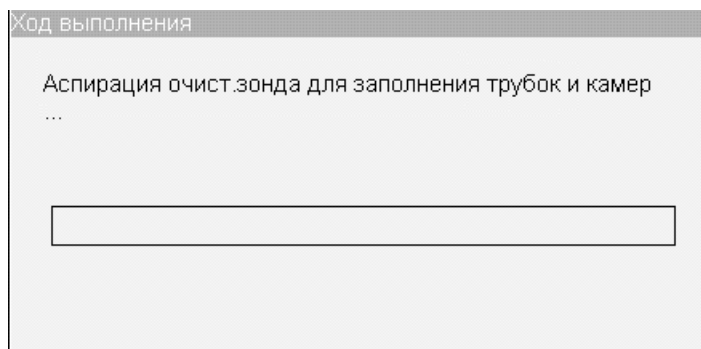 Ход выполнения
Аспирация очист.зонда для заполнения трубок и камер
...